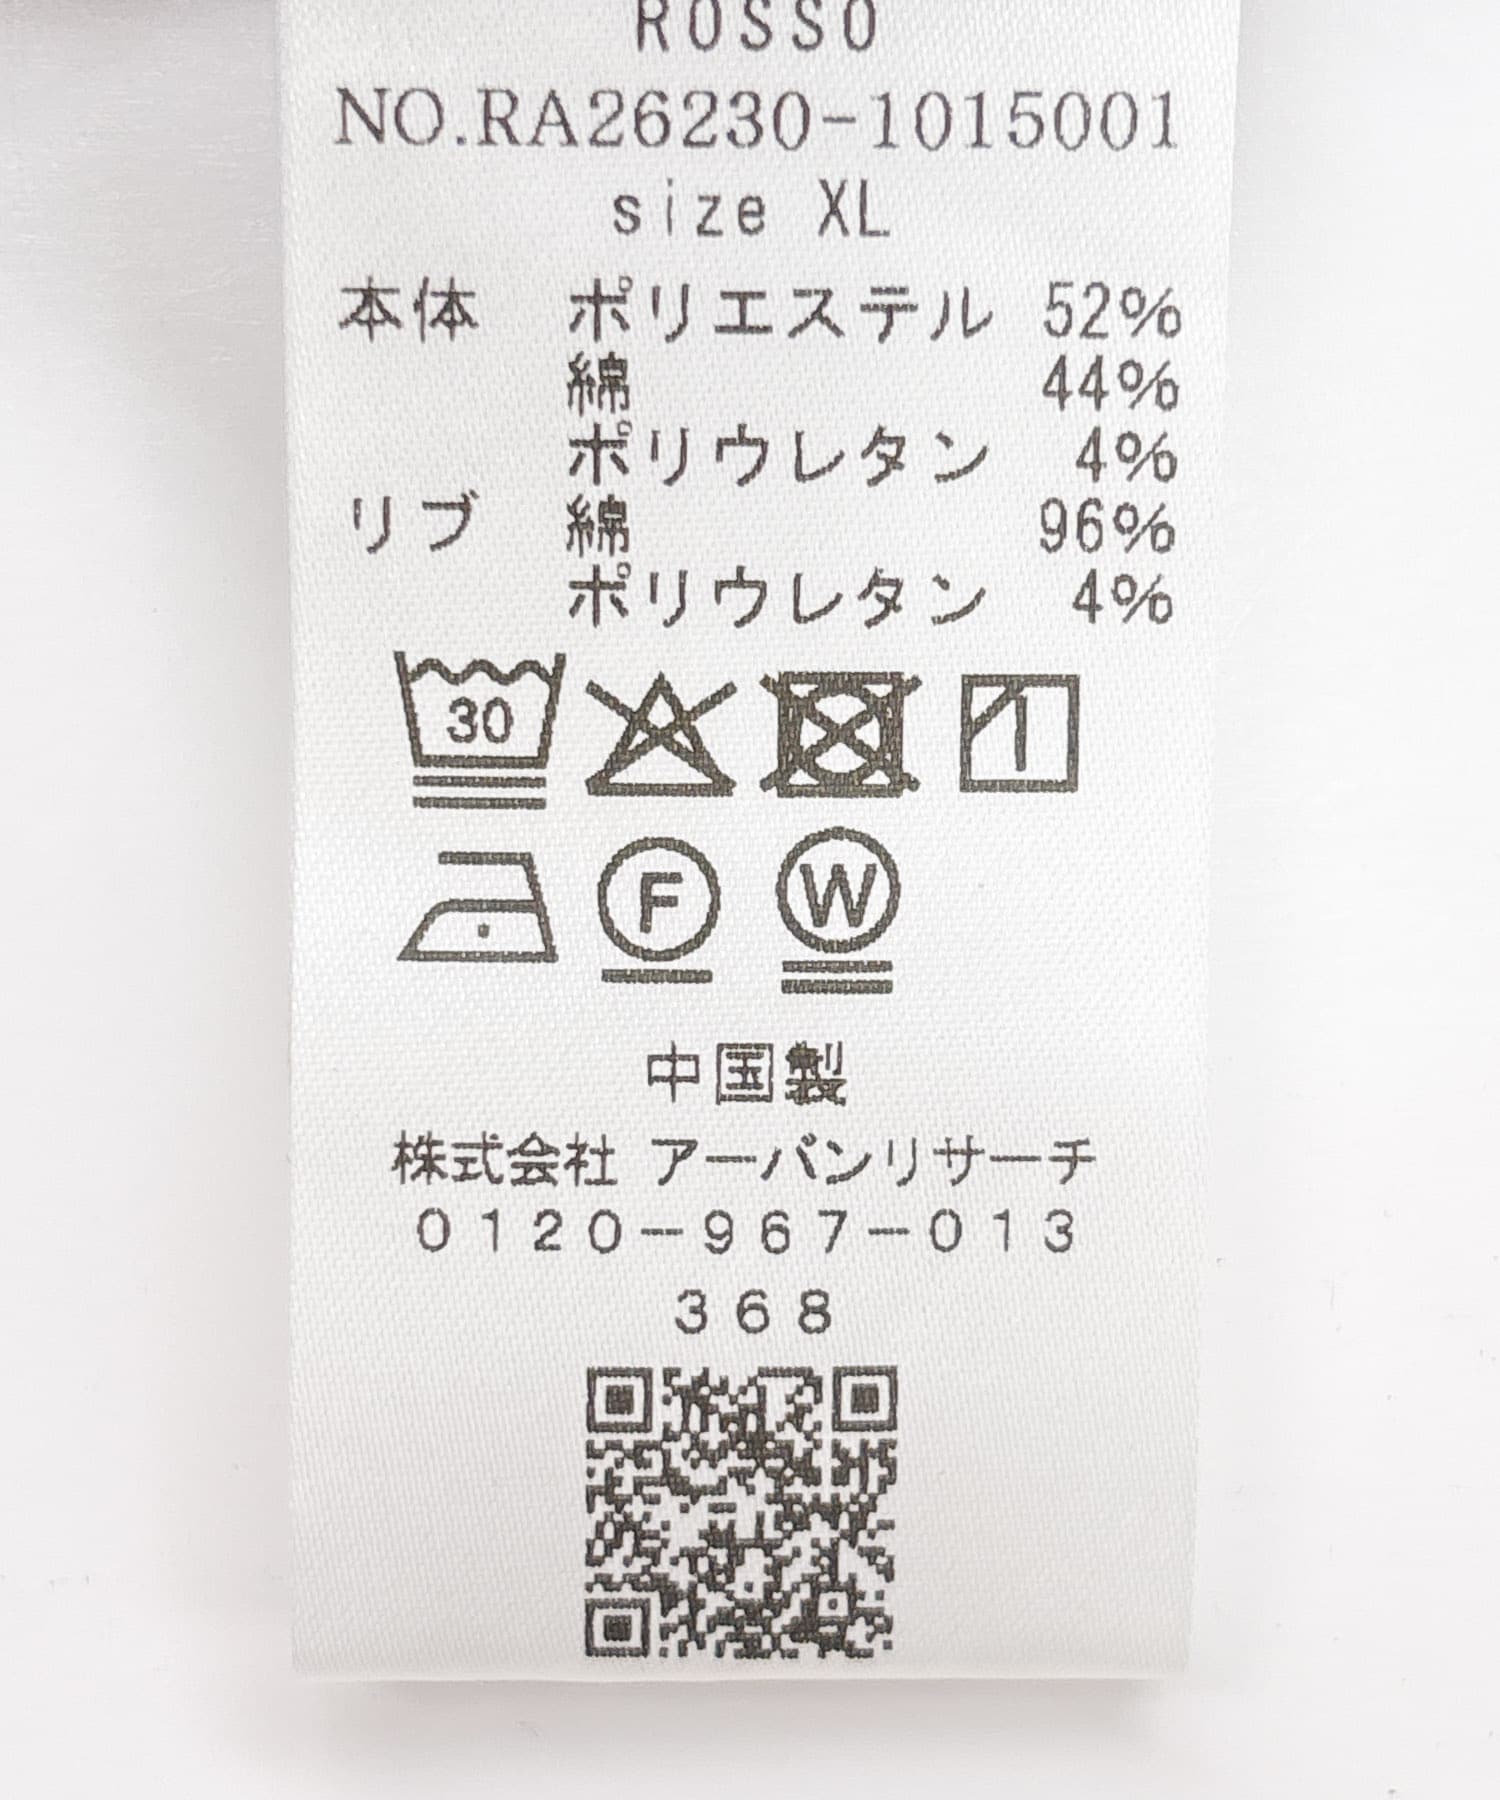 ROSSO
NO.RA26230-1015001
size XL
本体 ポリエステル 52%
綿 44%
ポリウレタン 4%
リブ 綿 96%
ポリウレタン 4%
30
F W
中国製
株式会社 アーバンリサーチ
0120-967-013
368